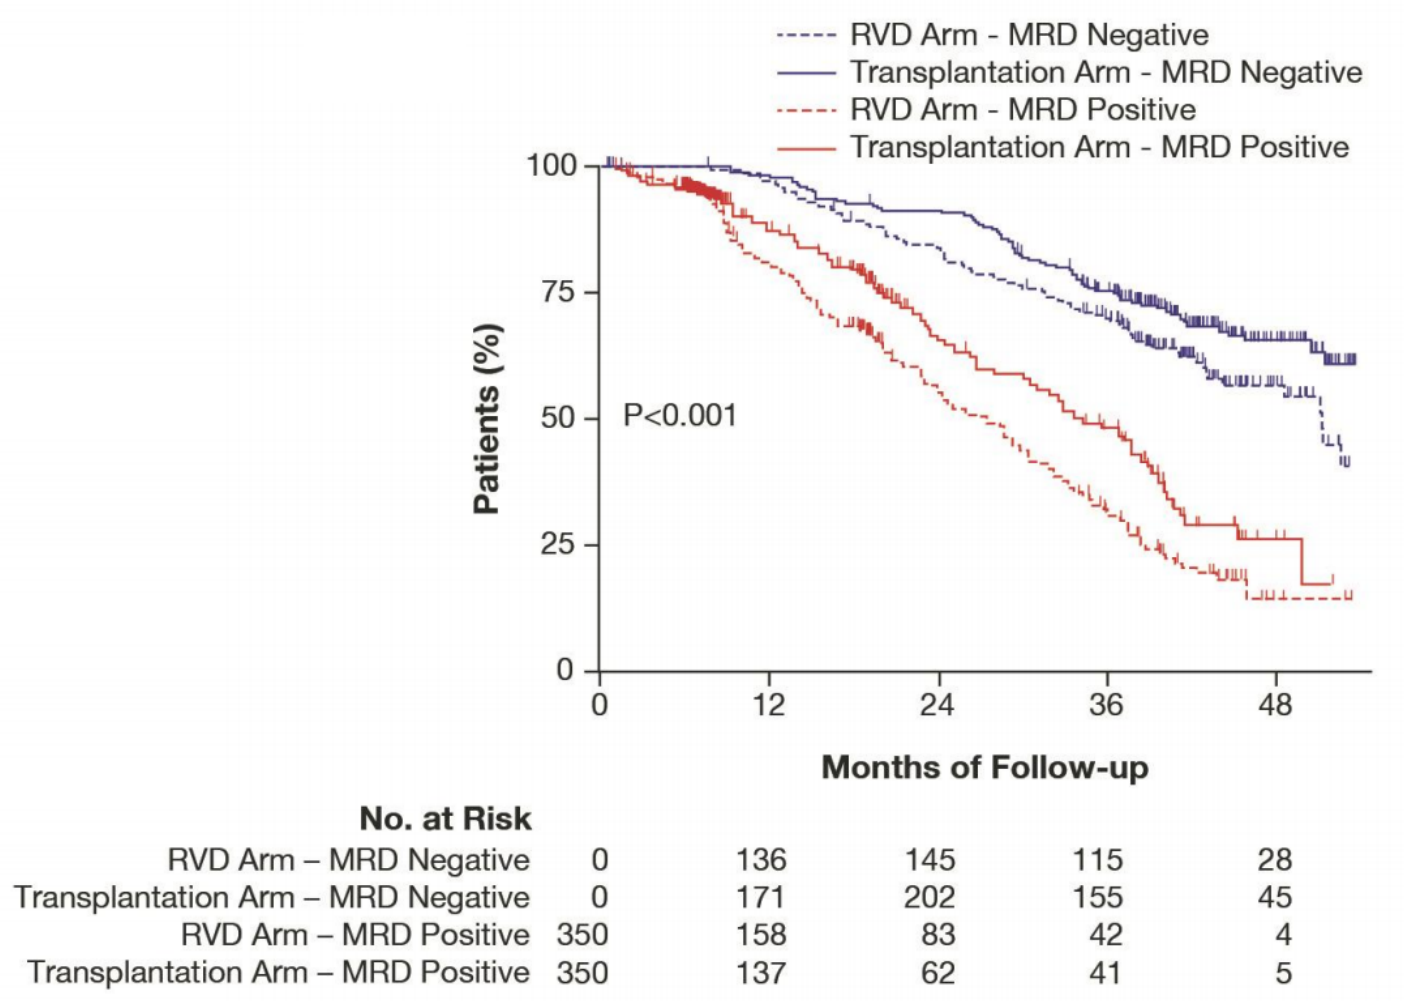 RVD Arm - MRD Negative
Transplantation Arm - MRD Negative
RVD Arm - MRD Positive
Transplantation Arm - MRD Positive
100
75
50
25
0
Patients (%)
P<0.001
0 12 24 36 48
Months of Follow-up
No. at Risk
RVD Arm – MRD Negative 0 136 145 115 28
Transplantation Arm – MRD Negative 0 171 202 155 45
RVD Arm – MRD Positive 350 158 83 42 4
Transplantation Arm – MRD Positive 350 137 62 41 5